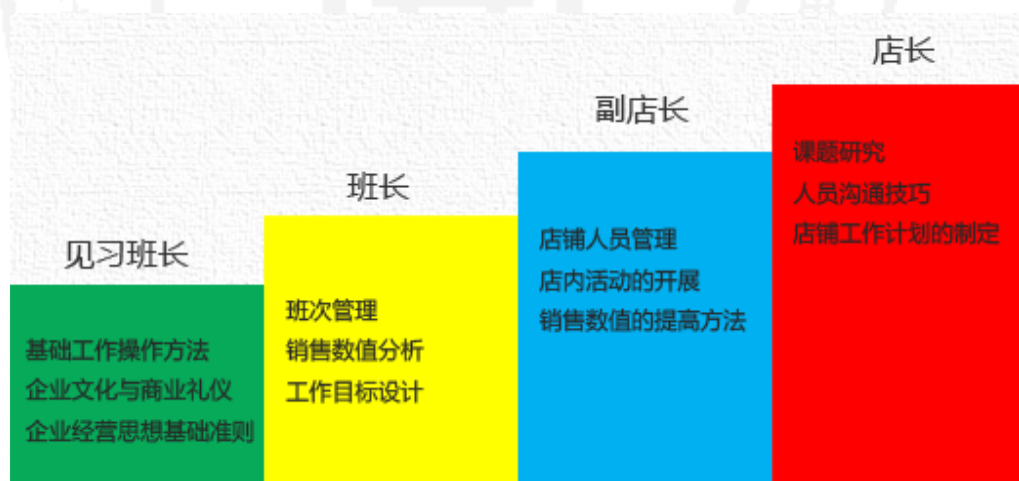 见习班长
基础工作操作方法
企业文化与商业礼仪
企业经营思想基础准则
班长
班次管理
销售数值分析
工作目标设计
副店长
店铺人员管理
店内活动的开展
销售数值的提高方法
店长
课题研究
人员沟通技巧
店铺工作计划的制定